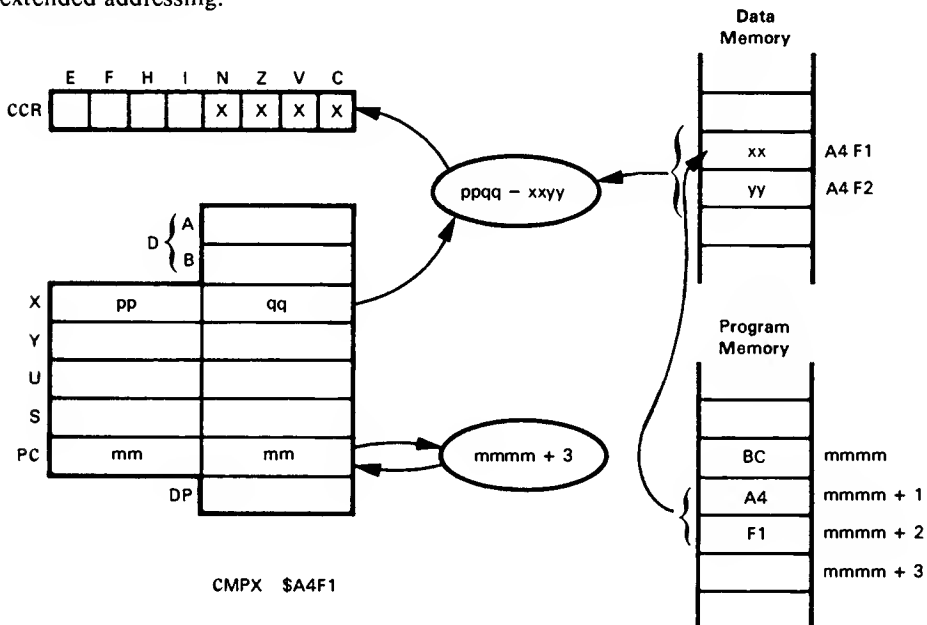 extended addressing.
Data
Memory
E F H I N Z V C
CCR X X X X
xx A4 F1
yy A4 F2
ppqq − xxyy
D { A
B
X pp qq
Y
U
S
PC mm mm
DP
mmmm + 3
Program
Memory
BC mmmm
A4 mmmm + 1
F1 mmmm + 2
mmmm + 3
CMPX $A4F1